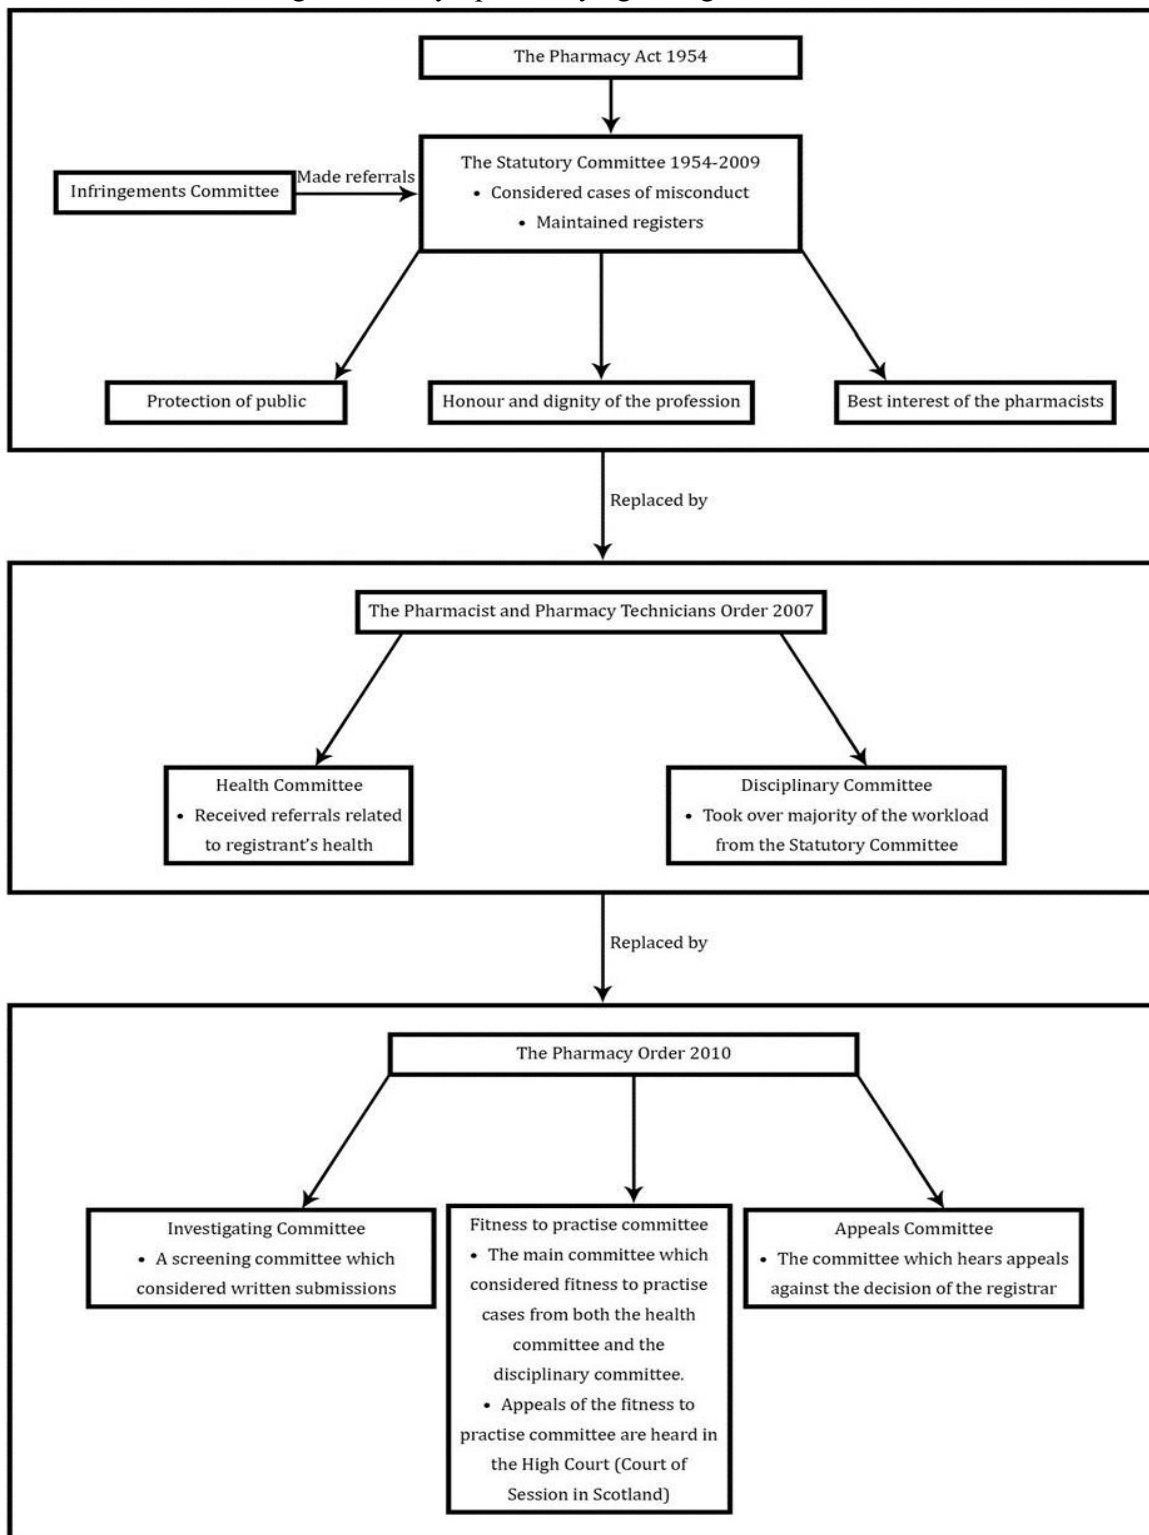 The Pharmacy Act 1954
The Statutory Committee 1954-2009
• Considered cases of misconduct
• Maintained registers
Infringements Committee
Made referrals
Protection of public
Honour and dignity of the profession
Best interest of the pharmacists
Replaced by
The Pharmacist and Pharmacy Technicians Order 2007
Health Committee
• Received referrals related
to registrant's health
Disciplinary Committee
• Took over majority of the workload
from the Statutory Committee
Replaced by
The Pharmacy Order 2010
Investigating Committee
• A screening committee which
considered written submissions
Fitness to practise committee
• The main committee which
considered fitness to practise
cases from both the health
committee and the
disciplinary committee.
• Appeals of the fitness to
practise committee are heard in
the High Court (Court of
Session in Scotland)
Appeals Committee
• The committee which hears appeals
against the decision of the registrar